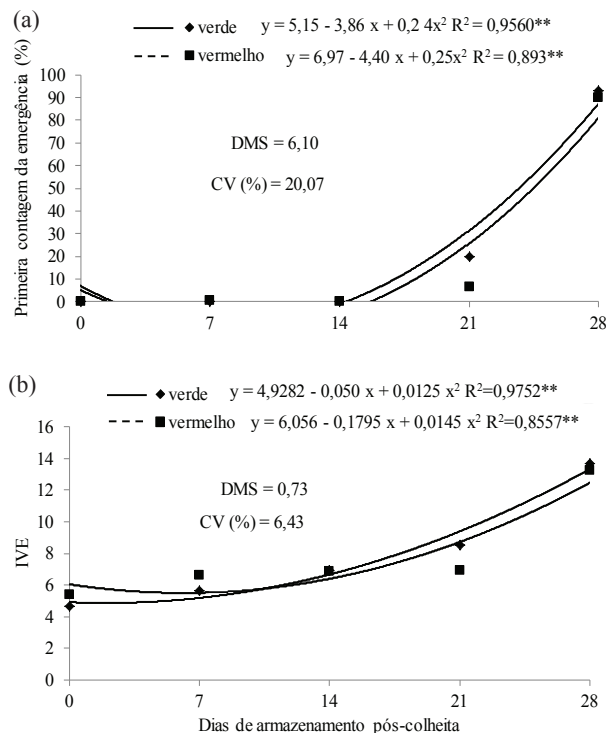 (a)
verde y = 5,15 - 3,86 x + 0,2 4x² R² = 0,9560**
vermelho y = 6,97 - 4,40 x + 0,25x² R² = 0,893**
Primeira contagem da emergência (%)
100
90
80
70
60
50
40
30
20
10
0
DMS = 6,10
CV (%) = 20,07
0 7 14 21 28
(b)
verde y = 4,9282 - 0,050 x + 0,0125 x² R²=0,9752**
vermelho y = 6,056 - 0,1795 x + 0,0145 x² R²=0,8557**
IVE
16
14
12
10
8
6
4
2
0
DMS = 0,73
CV (%) = 6,43
0 7 14 21 28
Dias de armazenamento pós-colheita